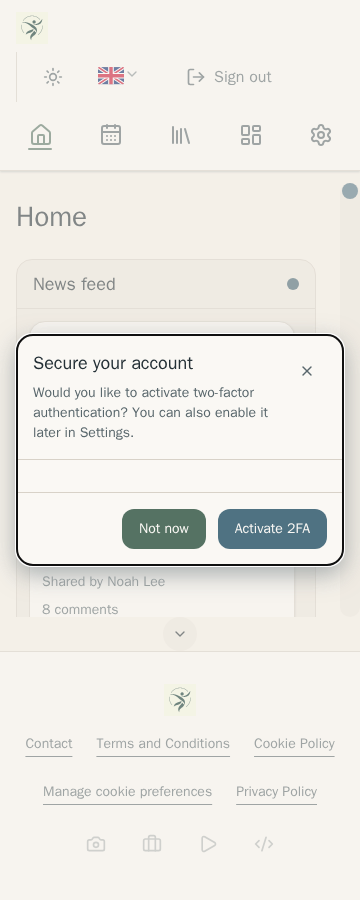 Sign out
Home
News feed
Secure your account
Would you like to activate two-factor
authentication? You can also enable it
later in Settings.
Not now
Activate 2FA
Shared by Noah Lee
8 comments
Contact
Terms and Conditions
Cookie Policy
Manage cookie preferences
Privacy Policy